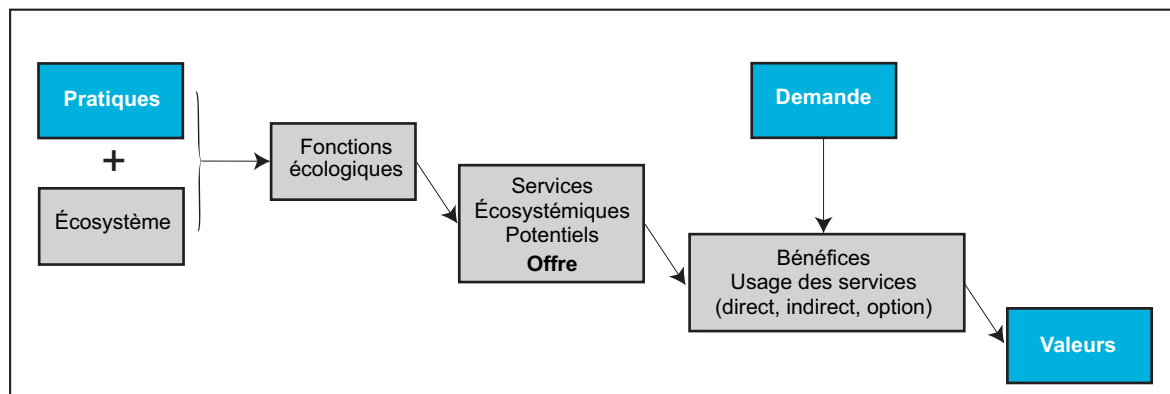 Pratiques
+
Écosystème
Fonctions
écologiques
Services
Écosystémiques
Potentiels
Offre
Demande
Bénéfices
Usage des services
(direct, indirect, option)
Valeurs